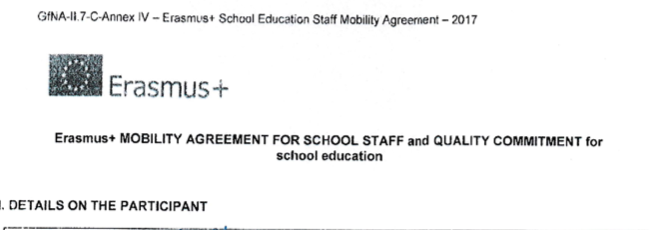 GfNA-II.7-C-Annex IV – Erasmus+ School Education Staff Mobility Agreement – 2017
Erasmus+
Erasmus+ MOBILITY AGREEMENT FOR SCHOOL STAFF and QUALITY COMMITMENT for
school education
I. DETAILS ON THE PARTICIPANT